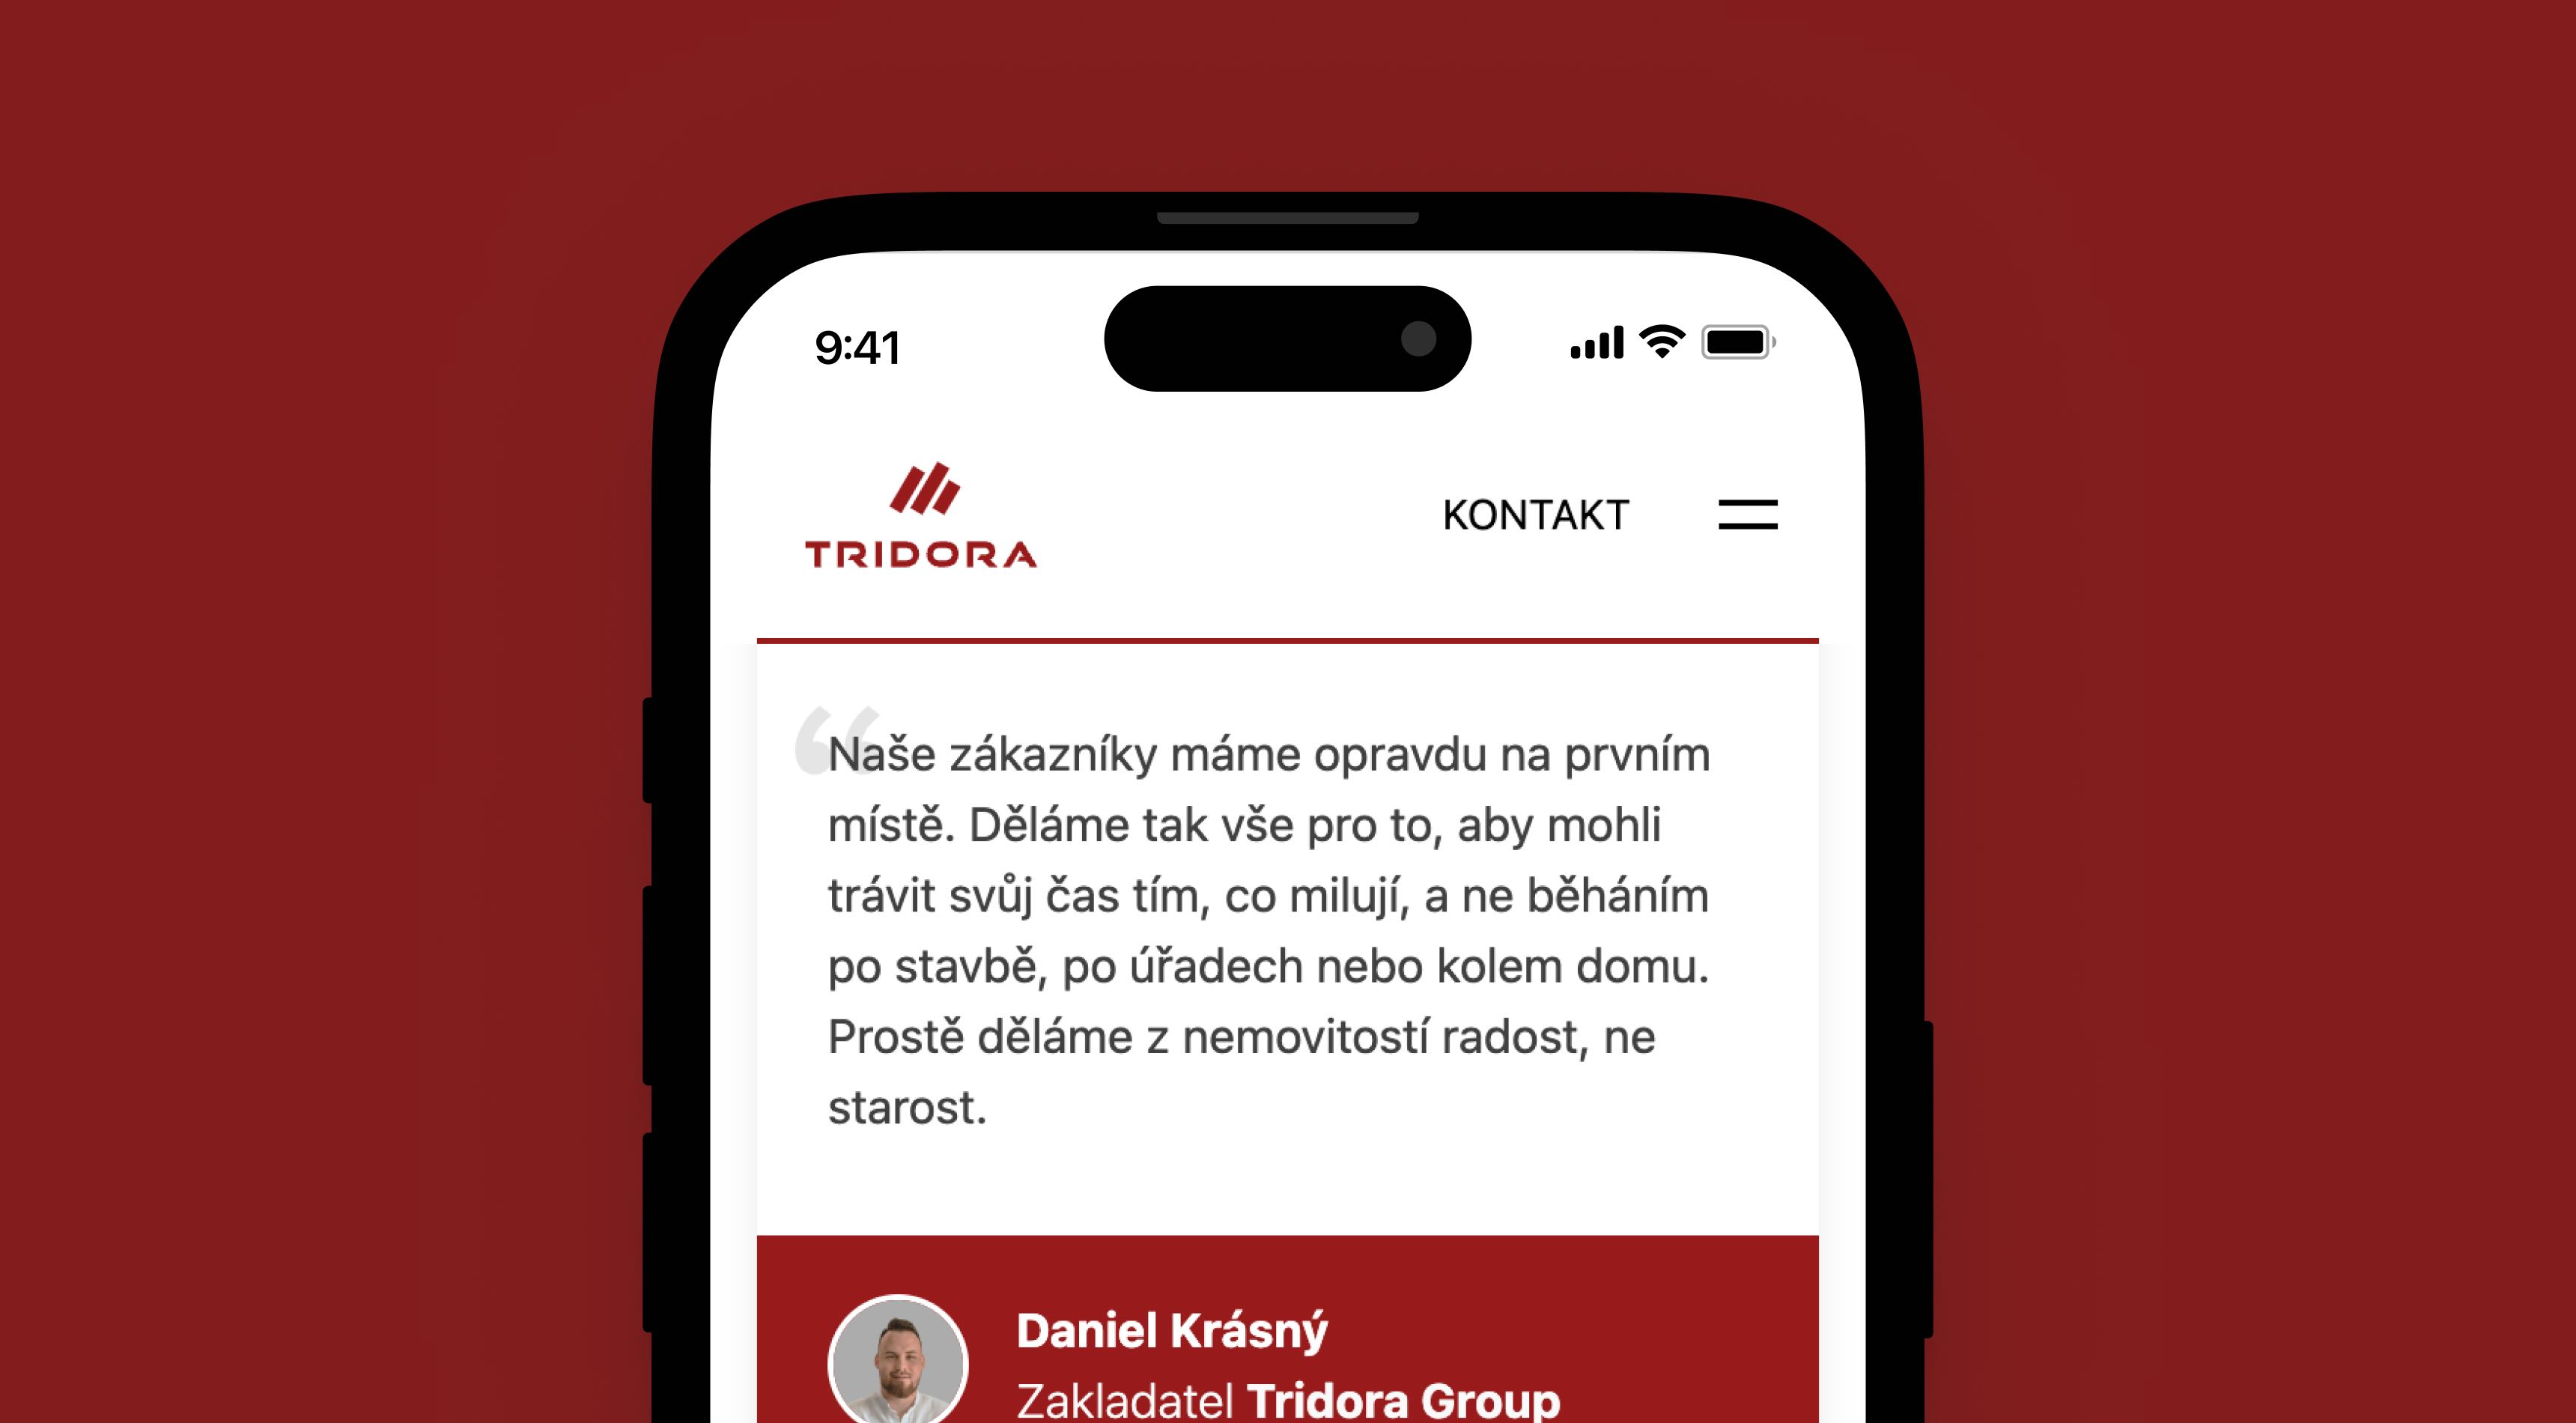 9:41
TRIDORA
KONTAKT
“
Naše zákazníky máme opravdu na prvním
místě. Děláme tak vše pro to, aby mohli
trávit svůj čas tím, co milují, a ne běháním
po stavbě, po úřadech nebo kolem domu.
Prostě děláme z nemovitostí radost, ne
starost.
Daniel Krásný
Zakladatel Tridora Group